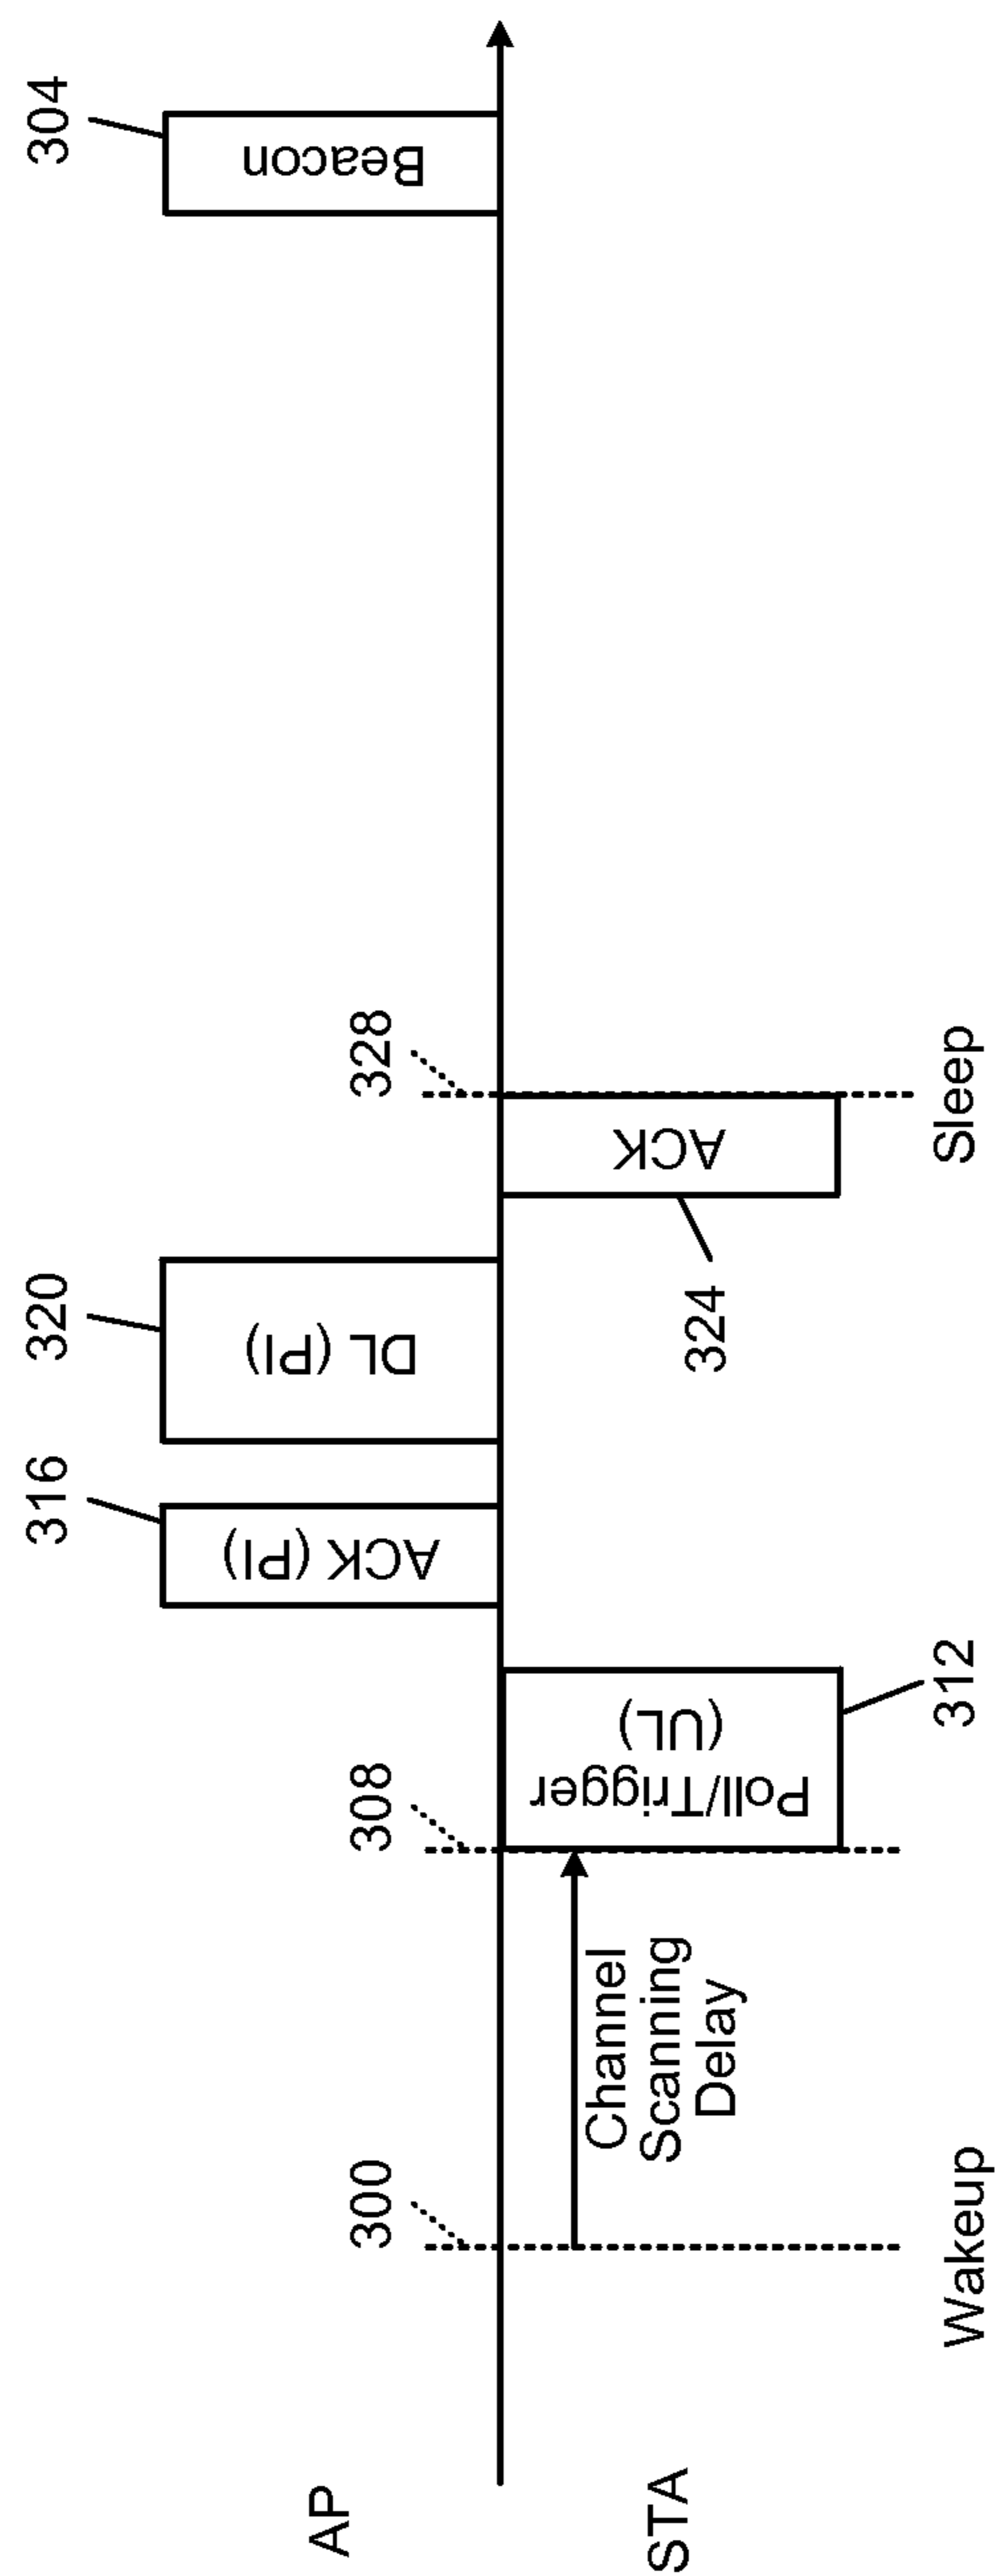 304
Beacon
328
320
DL (PI)
ACK
Sleep
324
316
ACK (PI)
308
Poll/Trigger
(UL)
312
300
Channel
Scanning
Delay
Wakeup
AP
STA